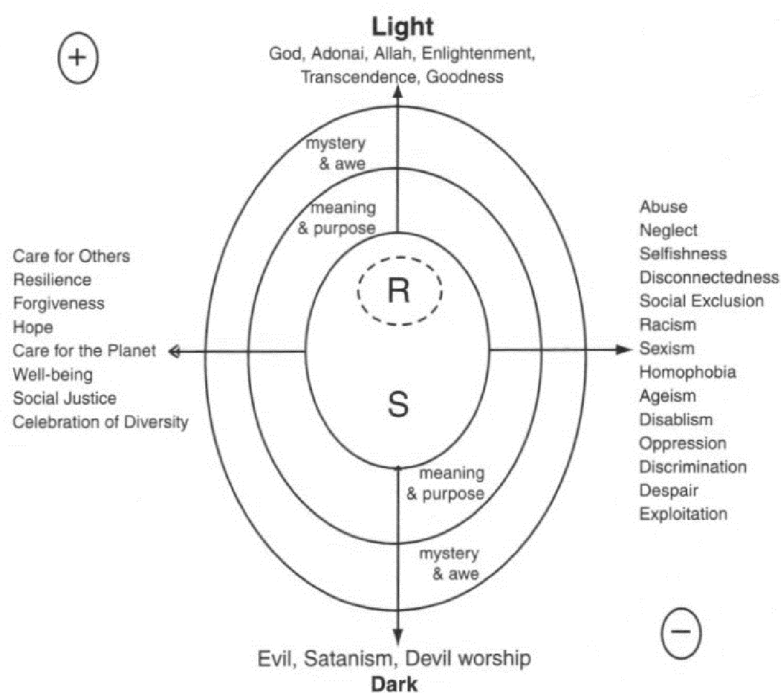 Light
+
God, Adonai, Allah, Enlightenment,
Transcendence, Goodness
mystery
& awe
meaning
& purpose
R
S
Care for Others
Resilience
Forgiveness
Hope
Care for the Planet
Well-being
Social Justice
Celebration of Diversity
Abuse
Neglect
Selfishness
Disconnectedness
Social Exclusion
Racism
Sexism
Homophobia
Ageism
Disablism
Oppression
Discrimination
Despair
Exploitation
meaning
& purpose
mystery
& awe
−
Evil, Satanism, Devil worship
Dark